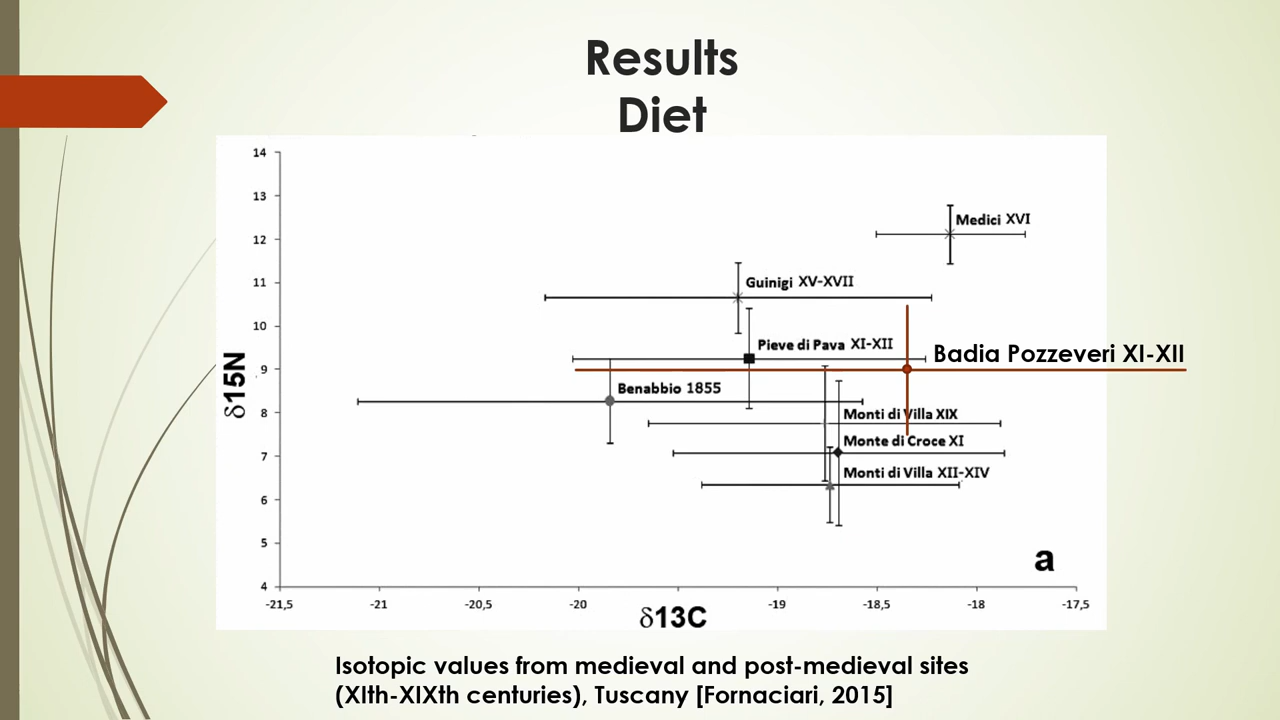 Results
Diet
14
13
12
11
10
9
8
7
6
5
4
δ15N
Medici XVI
Guinigi XV-XVII
Pieve di Pava XI-XII
Badia Pozzeveri XI-XII
Benabbio 1855
Monti di Villa XIX
Monte di Croce XI
Monti di Villa XII-XIV
a
-21,5 -21 -20,5 -20 -19 -18,5 -18 -17,5
δ13C
Isotopic values from medieval and post-medieval sites
(XIth-XIXth centuries), Tuscany [Fornaciari, 2015]